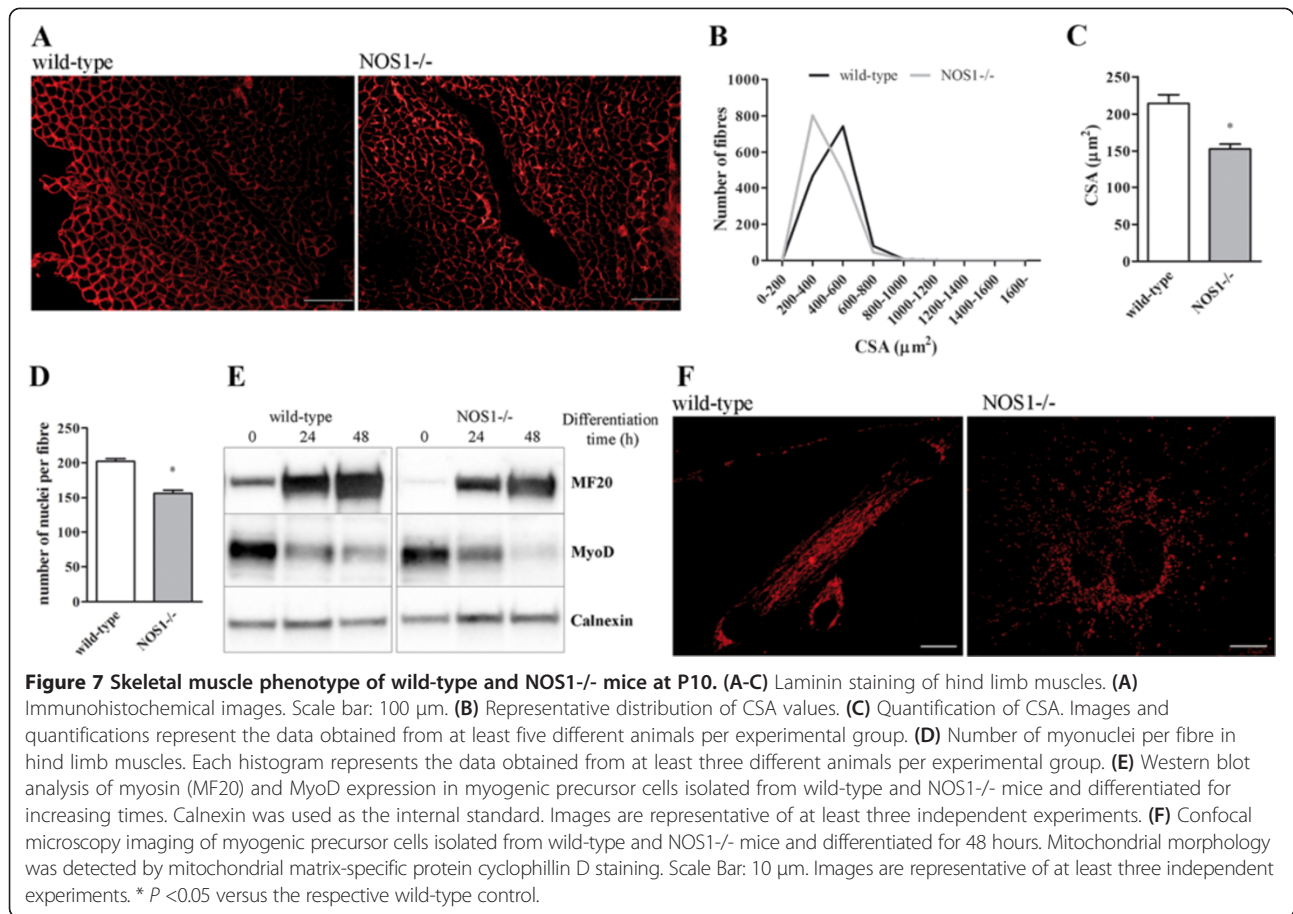 A
wild-type
NOS1-/-
B
wild-type NOS1-/-
Number of fibres
1000
800
600
400
200
0
0-200
200-400
400-600
600-800
800-1000
1000-1200
1200-1400
1400-1600
1600-
CSA (µm²)
C
CSA (µm²)
250
200
150
100
50
0
*
wild-type
NOS1-/-
D
number of nuclei per fibre
250
200
150
100
50
0
*
wild-type
NOS1-/-
E
wild-type NOS1-/- Differentiation
0 24 48 0 24 48 time (h)
MF20
MyoD
Calnexin
F
wild-type
NOS1-/-
Figure 7 Skeletal muscle phenotype of wild-type and NOS1-/- mice at P10. (A-C) Laminin staining of hind limb muscles. (A)
Immunohistochemical images. Scale bar: 100 µm. (B) Representative distribution of CSA values. (C) Quantification of CSA. Images and
quantifications represent the data obtained from at least five different animals per experimental group. (D) Number of myonuclei per fibre in
hind limb muscles. Each histogram represents the data obtained from at least three different animals per experimental group. (E) Western blot
analysis of myosin (MF20) and MyoD expression in myogenic precursor cells isolated from wild-type and NOS1-/- mice and differentiated for
increasing times. Calnexin was used as the internal standard. Images are representative of at least three independent experiments. (F) Confocal
microscopy imaging of myogenic precursor cells isolated from wild-type and NOS1-/- mice and differentiated for 48 hours. Mitochondrial morphology
was detected by mitochondrial matrix-specific protein cyclophillin D staining. Scale Bar: 10 µm. Images are representative of at least three independent
experiments. * P <0.05 versus the respective wild-type control.